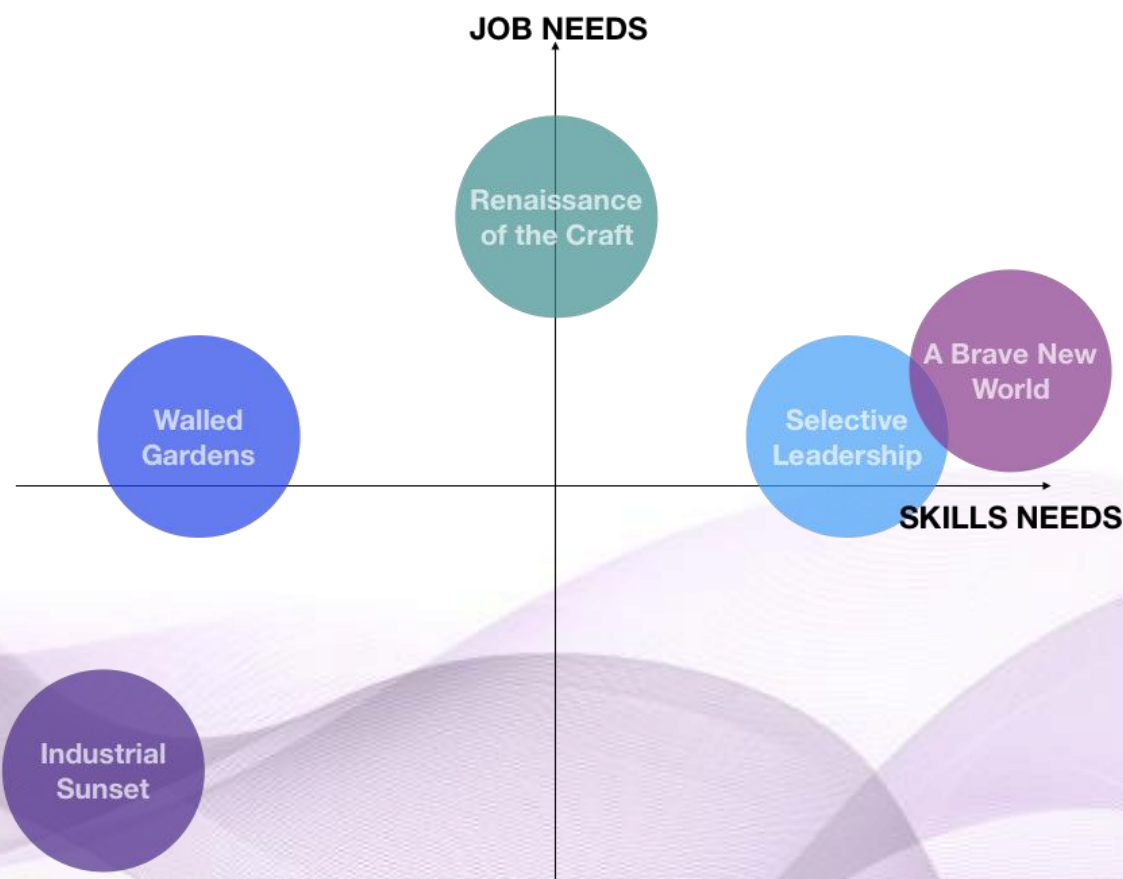 JOB NEEDS
Renaissance
of the Craft
A Brave New
World
Walled
Gardens
Selective
Leadership
SKILLS NEEDS
Industrial
Sunset